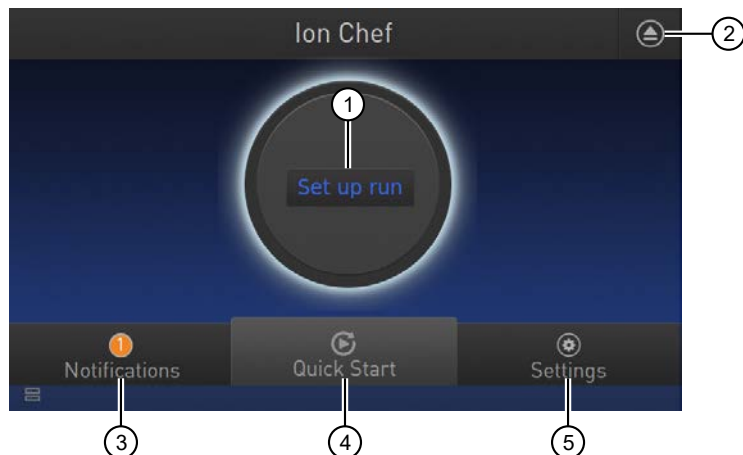 Ion Chef
2
1
Set up run
1
Notifications
Quick Start
Settings
3
4
5